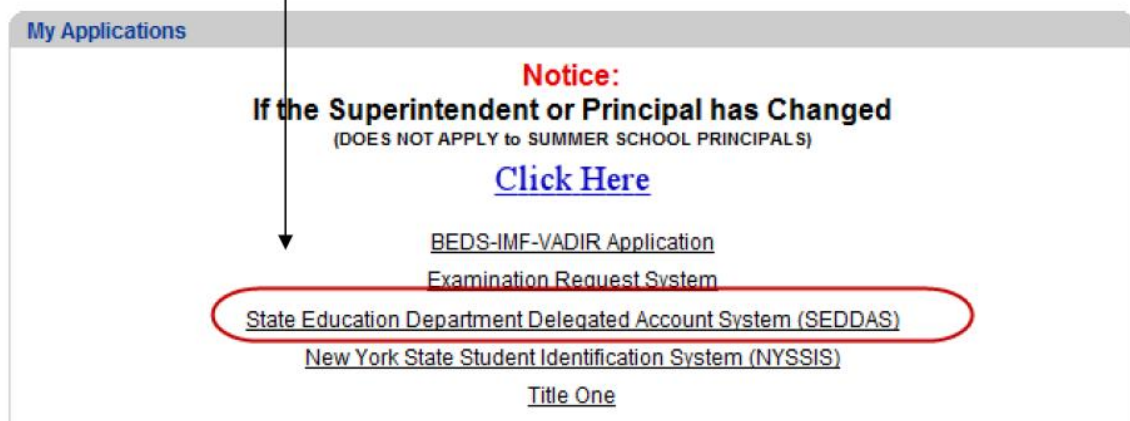 My Applications
Notice:
If the Superintendent or Principal has Changed
(DOES NOT APPLY to SUMMER SCHOOL PRINCIPALS)
Click Here
BEDS-IMF-VADIR Application
Examination Request System
State Education Department Delegated Account System (SEDDAS)
New York State Student Identification System (NYSSIS)
Title One